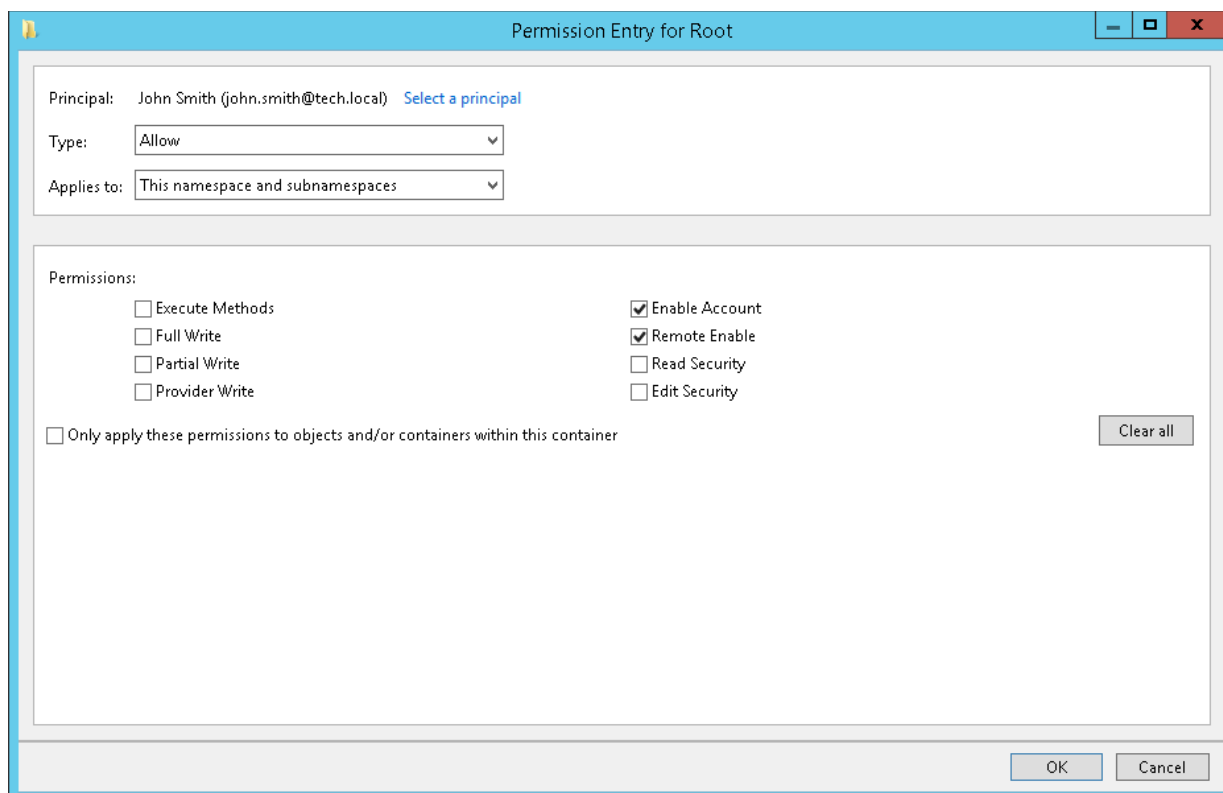 Permission Entry for Root
Principal: John Smith (john.smith@tech.local) Select a principal
Type: Allow
Applies to: This namespace and subnamespaces
Permissions:
Execute Methods Enable Account
Full Write Remote Enable
Partial Write Read Security
Provider Write Edit Security
Only apply these permissions to objects and/or containers within this container Clear all
OK Cancel